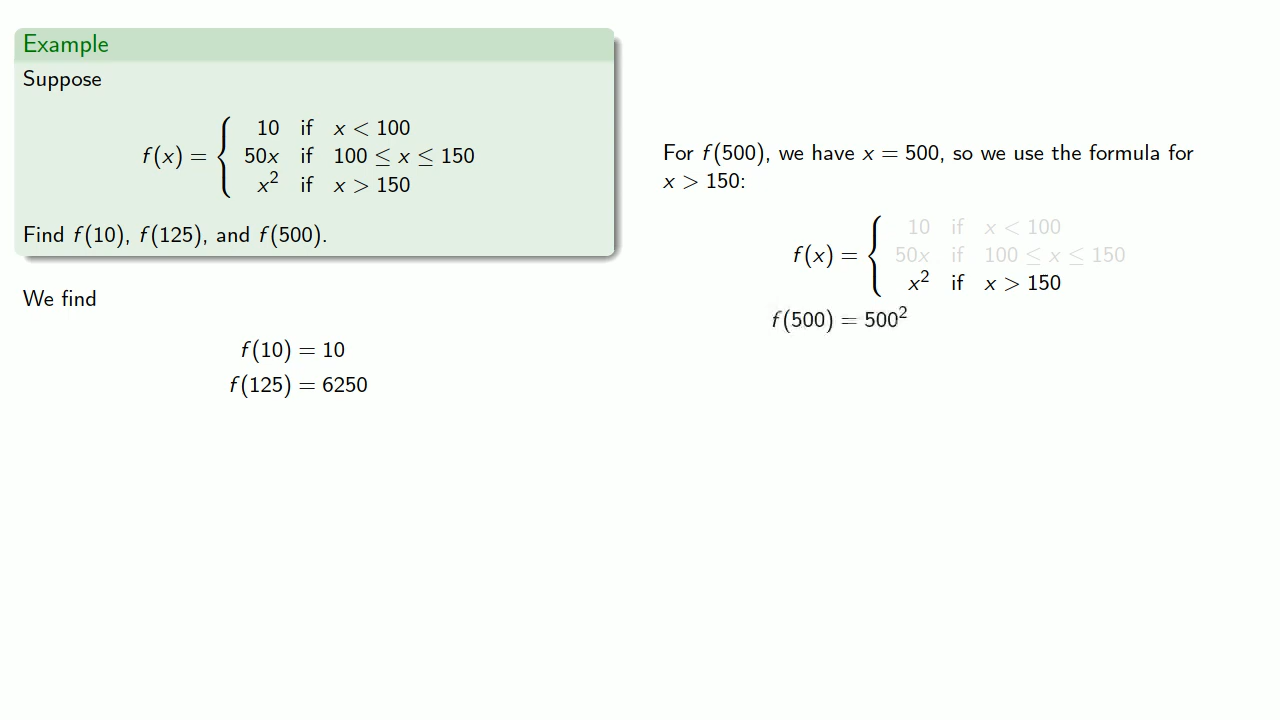 Example
Suppose
f(x) = { 10 if x < 100
50x if 100 ≤ x ≤ 150
x² if x > 150
Find f(10), f(125), and f(500).
We find
f(10) = 10
f(125) = 6250
For f(500), we have x = 500, so we use the formula for
x > 150:
f(x) = { 10 if x < 100
50x if 100 ≤ x ≤ 150
x² if x > 150
f(500) = 500²